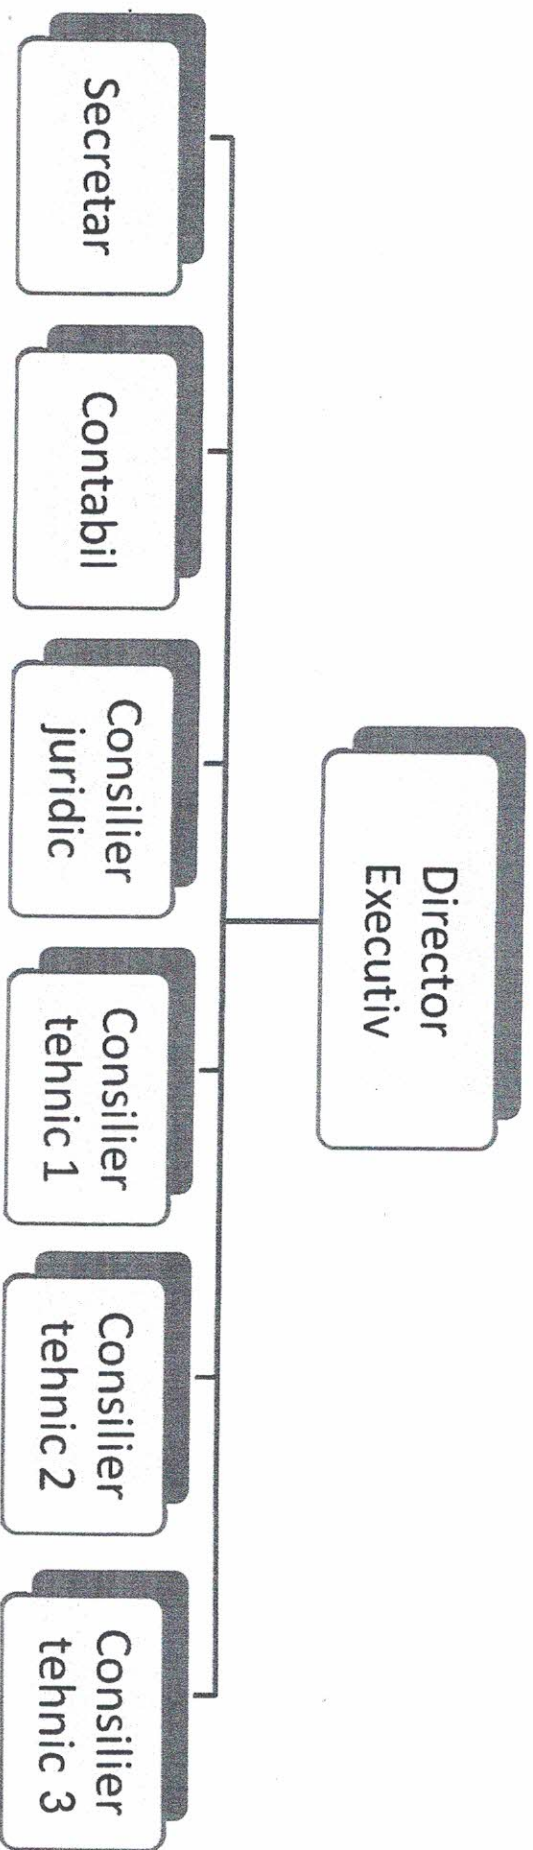 Director
Executiv
Secretar
Contabil
Consilier
juridic
Consilier
tehnic 1
Consilier
tehnic 2
Consilier
tehnic 3